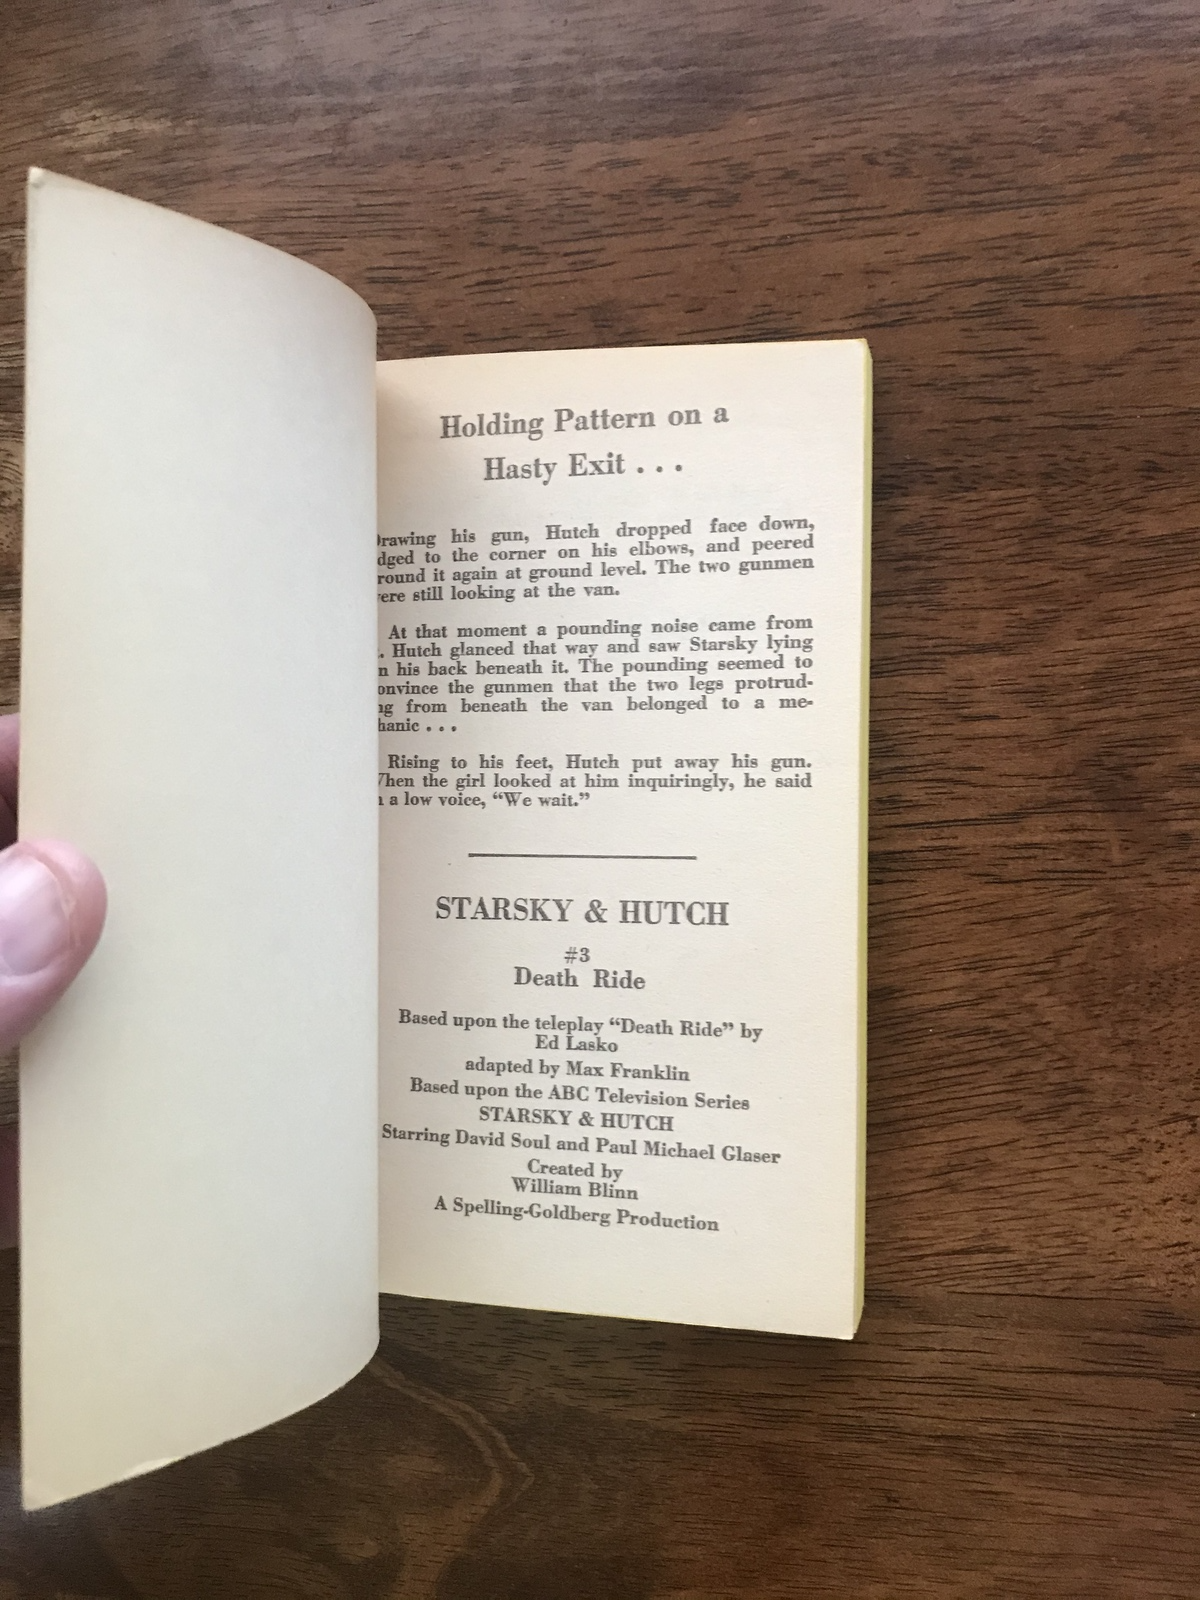 Holding Pattern on a
Hasty Exit . . .
rawing his gun, Hutch dropped face down,
dged to the corner on his elbows, and peered
round it again at ground level. The two gunmen
ere still looking at the van.
At that moment a pounding noise came from
. Hutch glanced that way and saw Starsky lying
n his back beneath it. The pounding seemed to
onvince the gunmen that the two legs protrud-
ng from beneath the van belonged to a me-
hanic . . .
Rising to his feet, Hutch put away his gun.
hen the girl looked at him inquiringly, he said
a low voice, “We wait.”
STARSKY & HUTCH
#3
Death Ride
Based upon the teleplay “Death Ride” by
Ed Lasko
adapted by Max Franklin
Based upon the ABC Television Series
STARSKY & HUTCH
Starring David Soul and Paul Michael Glaser
Created by
William Blinn
A Spelling-Goldberg Production